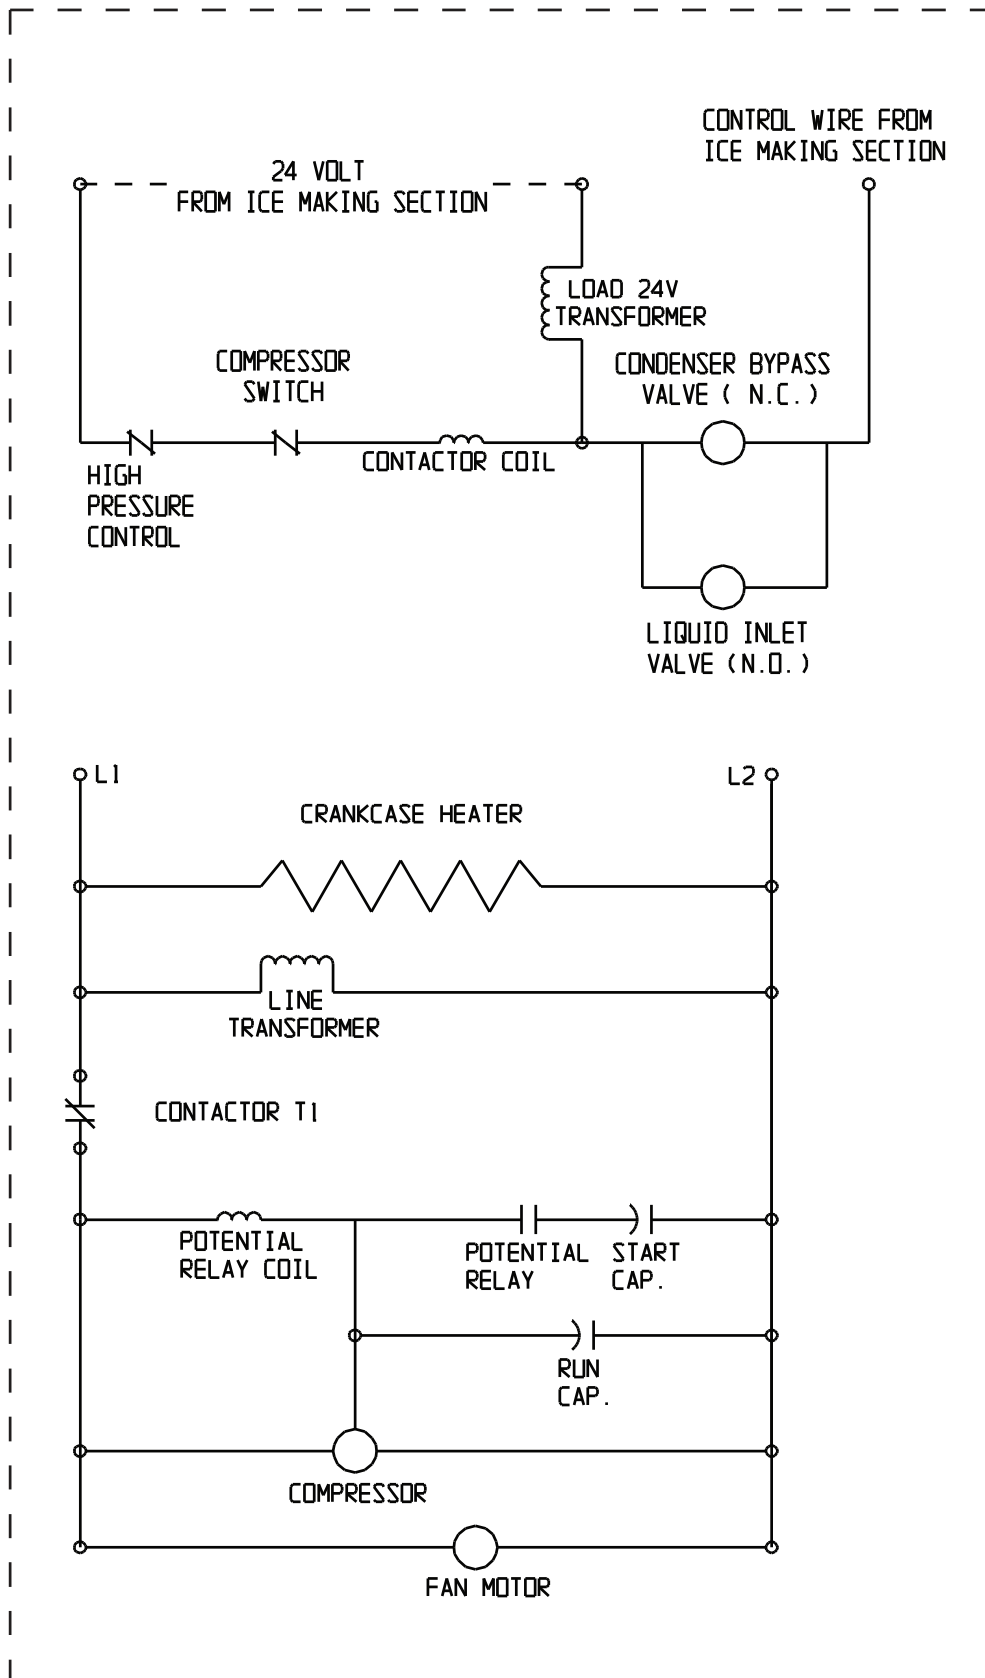 CONTROL WIRE FROM
ICE MAKING SECTION
24 VOLT
FROM ICE MAKING SECTION
LOAD 24V
TRANSFORMER
COMPRESSOR
SWITCH
CONDENSER BYPASS
VALVE ( N.C.)
CONTACTOR COIL
HIGH
PRESSURE
CONTROL
LIQUID INLET
VALVE (N.O.)
L1
L2
CRANKCASE HEATER
LINE
TRANSFORMER
CONTACTOR T1
POTENTIAL
RELAY COIL
POTENTIAL
RELAY
START
CAP.
RUN
CAP.
COMPRESSOR
FAN MOTOR